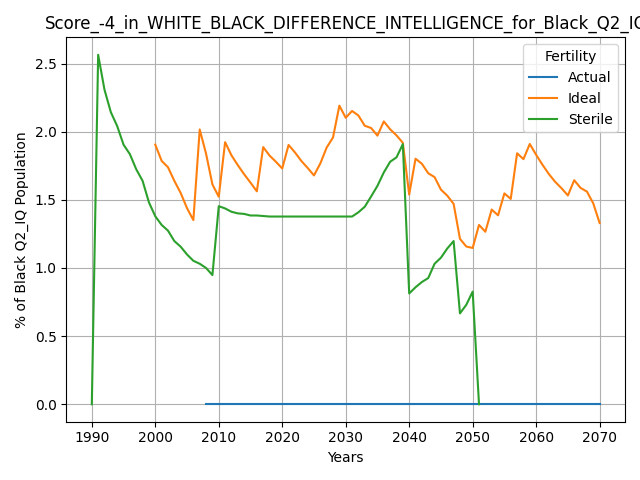 Score_-4_in_WHITE_BLACK_DIFFERENCE_INTELLIGENCE_for_Black_Q2_IQ
Fertility
Actual
Ideal
Sterile
% of Black Q2_IQ Population
2.5
2.0
1.5
1.0
0.5
0.0
1990 2000 2010 2020 2030 2040 2050 2060 2070
Years